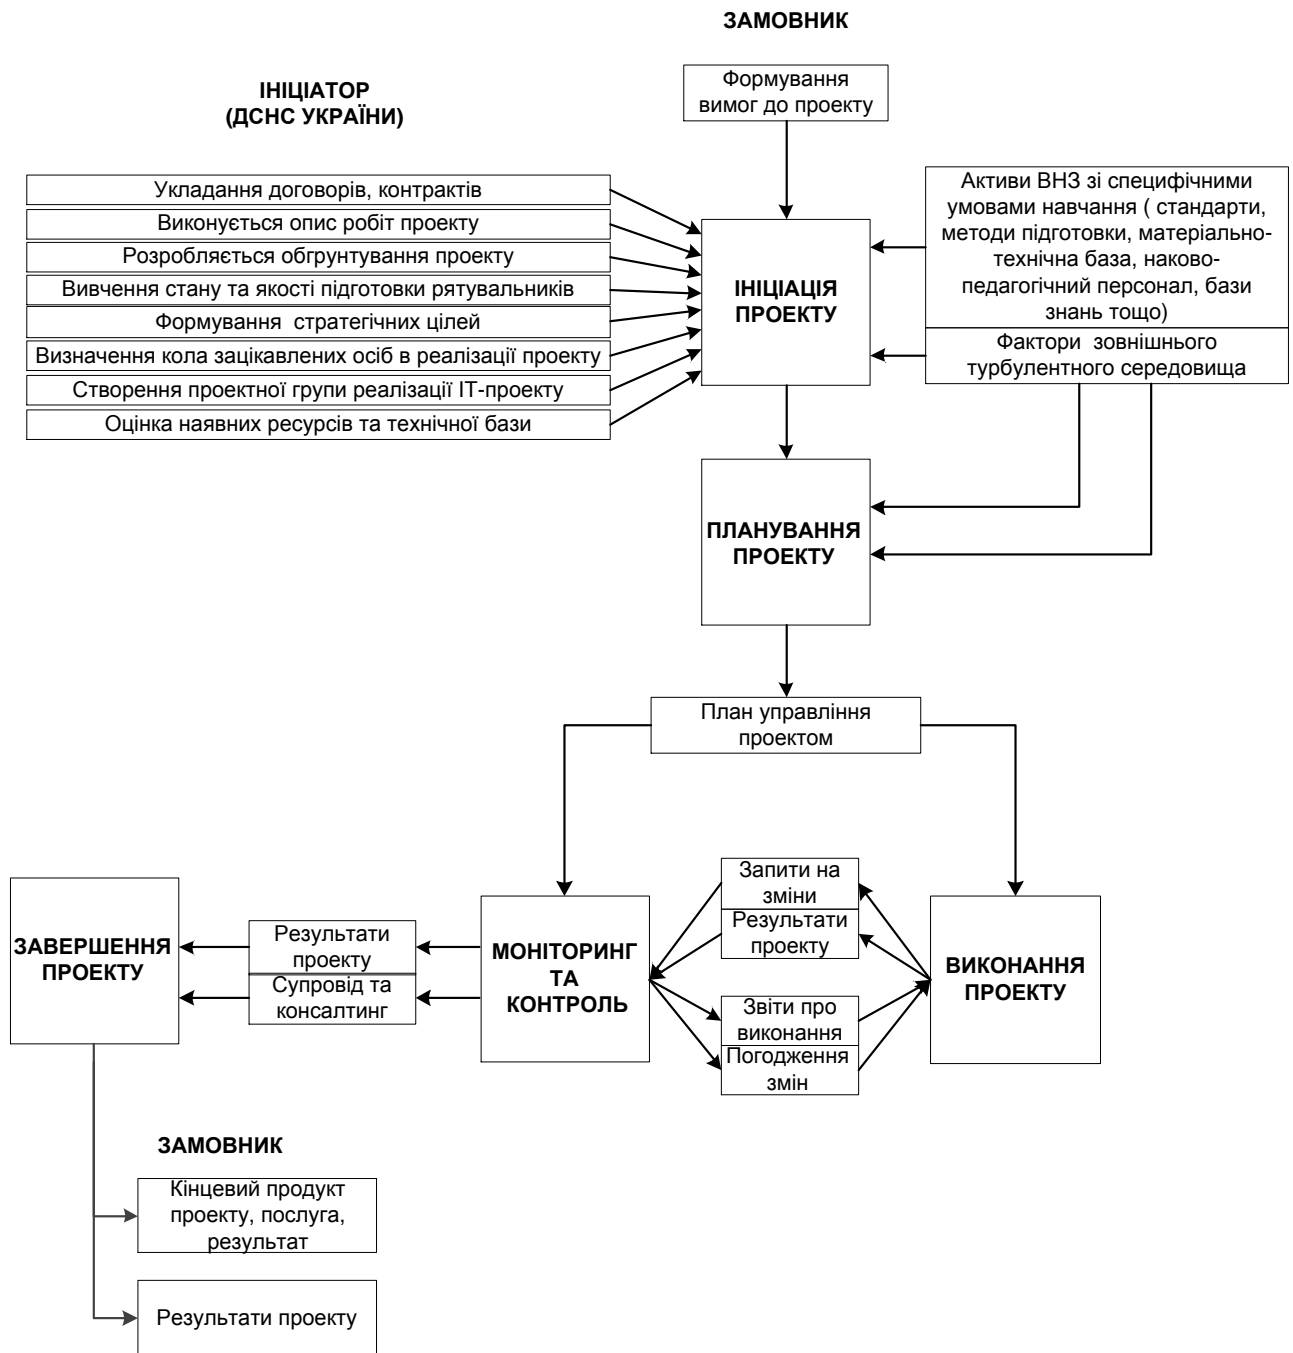 ЗАМОВНИК
Формування
вимог до проекту
ІНІЦІАТОР
(ДСНС УКРАЇНИ)
Укладання договорів, контрактів
Виконується опис робіт проекту
Розробляється обгрунтування проекту
Вивчення стану та якості підготовки рятувальників
Формування стратегічних цілей
Визначення кола зацікавлених осіб в реалізації проекту
Створення проектної групи реалізації ІТ-проекту
Оцінка наявних ресурсів та технічної бази
ІНІЦІАЦІЯ
ПРОЕКТУ
Активи ВНЗ зі специфічними
умовами навчання ( стандарти,
методи підготовки, матеріально-
технічна база, наково-
педагогічний персонал, бази
знань тощо)
Фактори зовнішнього
турбулентного середовища
ПЛАНУВАННЯ
ПРОЕКТУ
План управління
проектом
ЗАВЕРШЕННЯ
ПРОЕКТУ
Результати
проекту
Супровід та
консалтинг
МОНІТОРИНГ
ТА
КОНТРОЛЬ
Запити на
зміни
Результати
проекту
Звіти про
виконання
Погодження
змін
ВИКОНАННЯ
ПРОЕКТУ
ЗАМОВНИК
Кінцевий продукт
проекту, послуга,
результат
Результати проекту